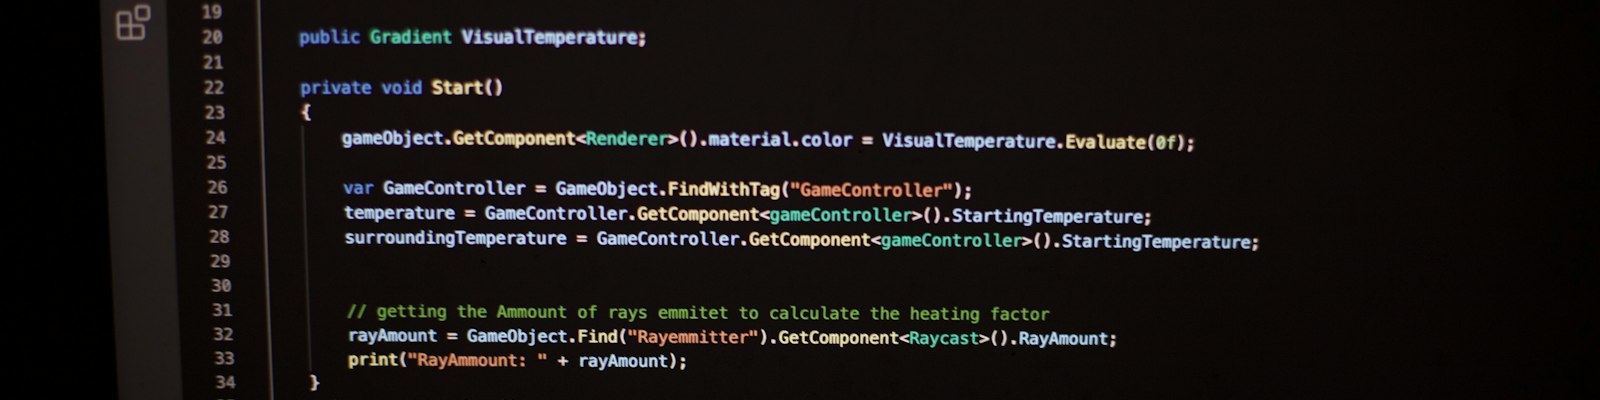 19
20 public Gradient VisualTemperature;
21
22 private void Start()
23 {
24 gameObject.GetComponent<Renderer>().material.color = VisualTemperature.Evaluate(0f);
25
26 var GameController = GameObject.FindWithTag("GameController");
27 temperature = GameController.GetComponent<gameController>().StartingTemperature;
28 surroundingTemperature = GameController.GetComponent<gameController>().StartingTemperature;
29
30
31 // getting the Ammount of rays emmitet to calculate the heating factor
32 rayAmount = GameObject.Find("Rayemmitter").GetComponent<Raycast>().RayAmount;
33 print("RayAmmount: " + rayAmount);
34 }